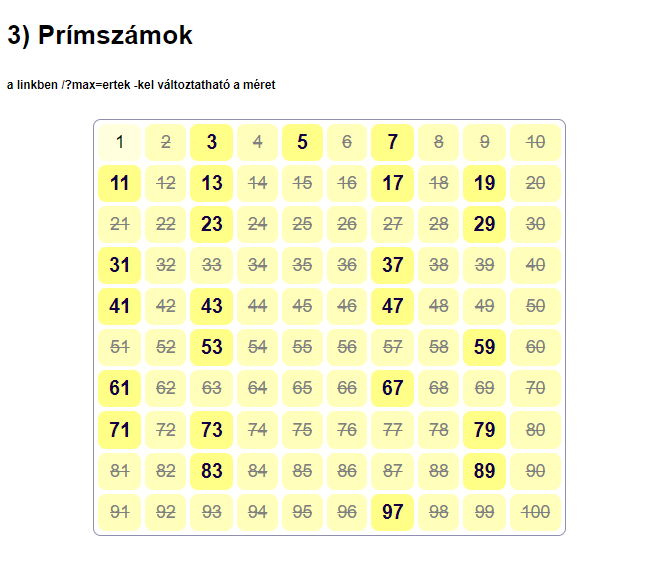 3) Prímszámok
a linkben /?max=ertek -kel változtatható a méret
1 2 3 4 5 6 7 8 9 10
11 12 13 14 15 16 17 18 19 20
21 22 23 24 25 26 27 28 29 30
31 32 33 34 35 36 37 38 39 40
41 42 43 44 45 46 47 48 49 50
51 52 53 54 55 56 57 58 59 60
61 62 63 64 65 66 67 68 69 70
71 72 73 74 75 76 77 78 79 80
81 82 83 84 85 86 87 88 89 90
91 92 93 94 95 96 97 98 99 100